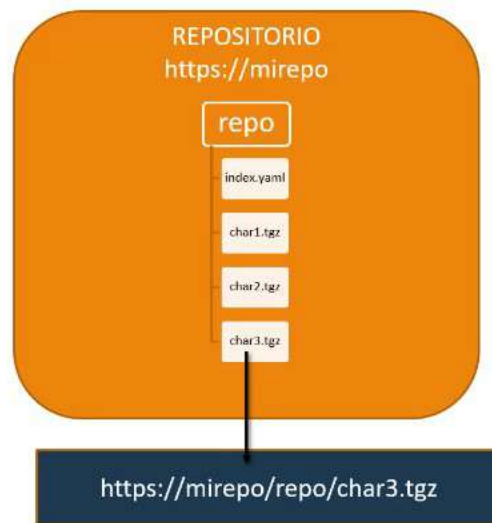 REPOSITORIO
https://mirepo
repo
index.yaml
char1.tgz
char2.tgz
char3.tgz
https://mirepo/repo/char3.tgz